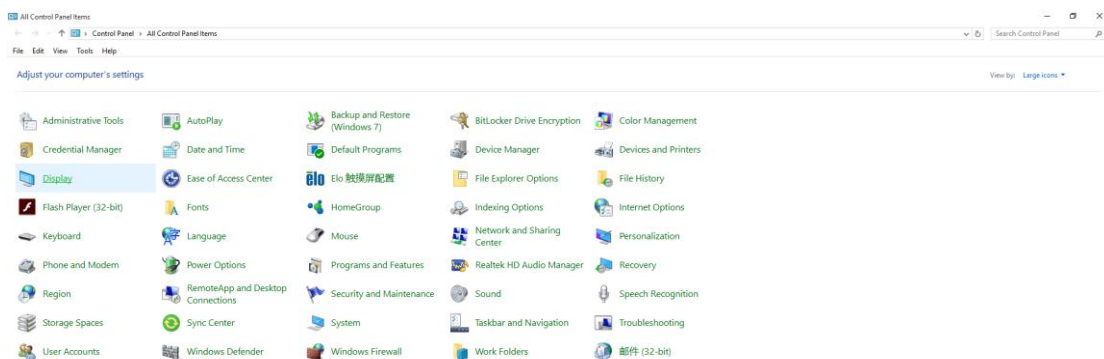 All Control Panel Items
Control Panel All Control Panel Items Search Control Panel
File Edit View Tools Help
Adjust your computer's settings View by: Large icons
Administrative Tools AutoPlay Backup and Restore (Windows 7) BitLocker Drive Encryption Color Management
Credential Manager Date and Time Default Programs Device Manager Devices and Printers
Display Ease of Access Center elo Elo 触摸屏配置 File Explorer Options File History
Flash Player (32-bit) Fonts HomeGroup Indexing Options Internet Options
Keyboard Language Mouse Network and Sharing Center Personalization
Phone and Modem Power Options Programs and Features Realtek HD Audio Manager Recovery
Region RemoteApp and Desktop Connections Security and Maintenance Sound Speech Recognition
Storage Spaces Sync Center System Taskbar and Navigation Troubleshooting
User Accounts Windows Defender Windows Firewall Work Folders 邮件 (32-bit)